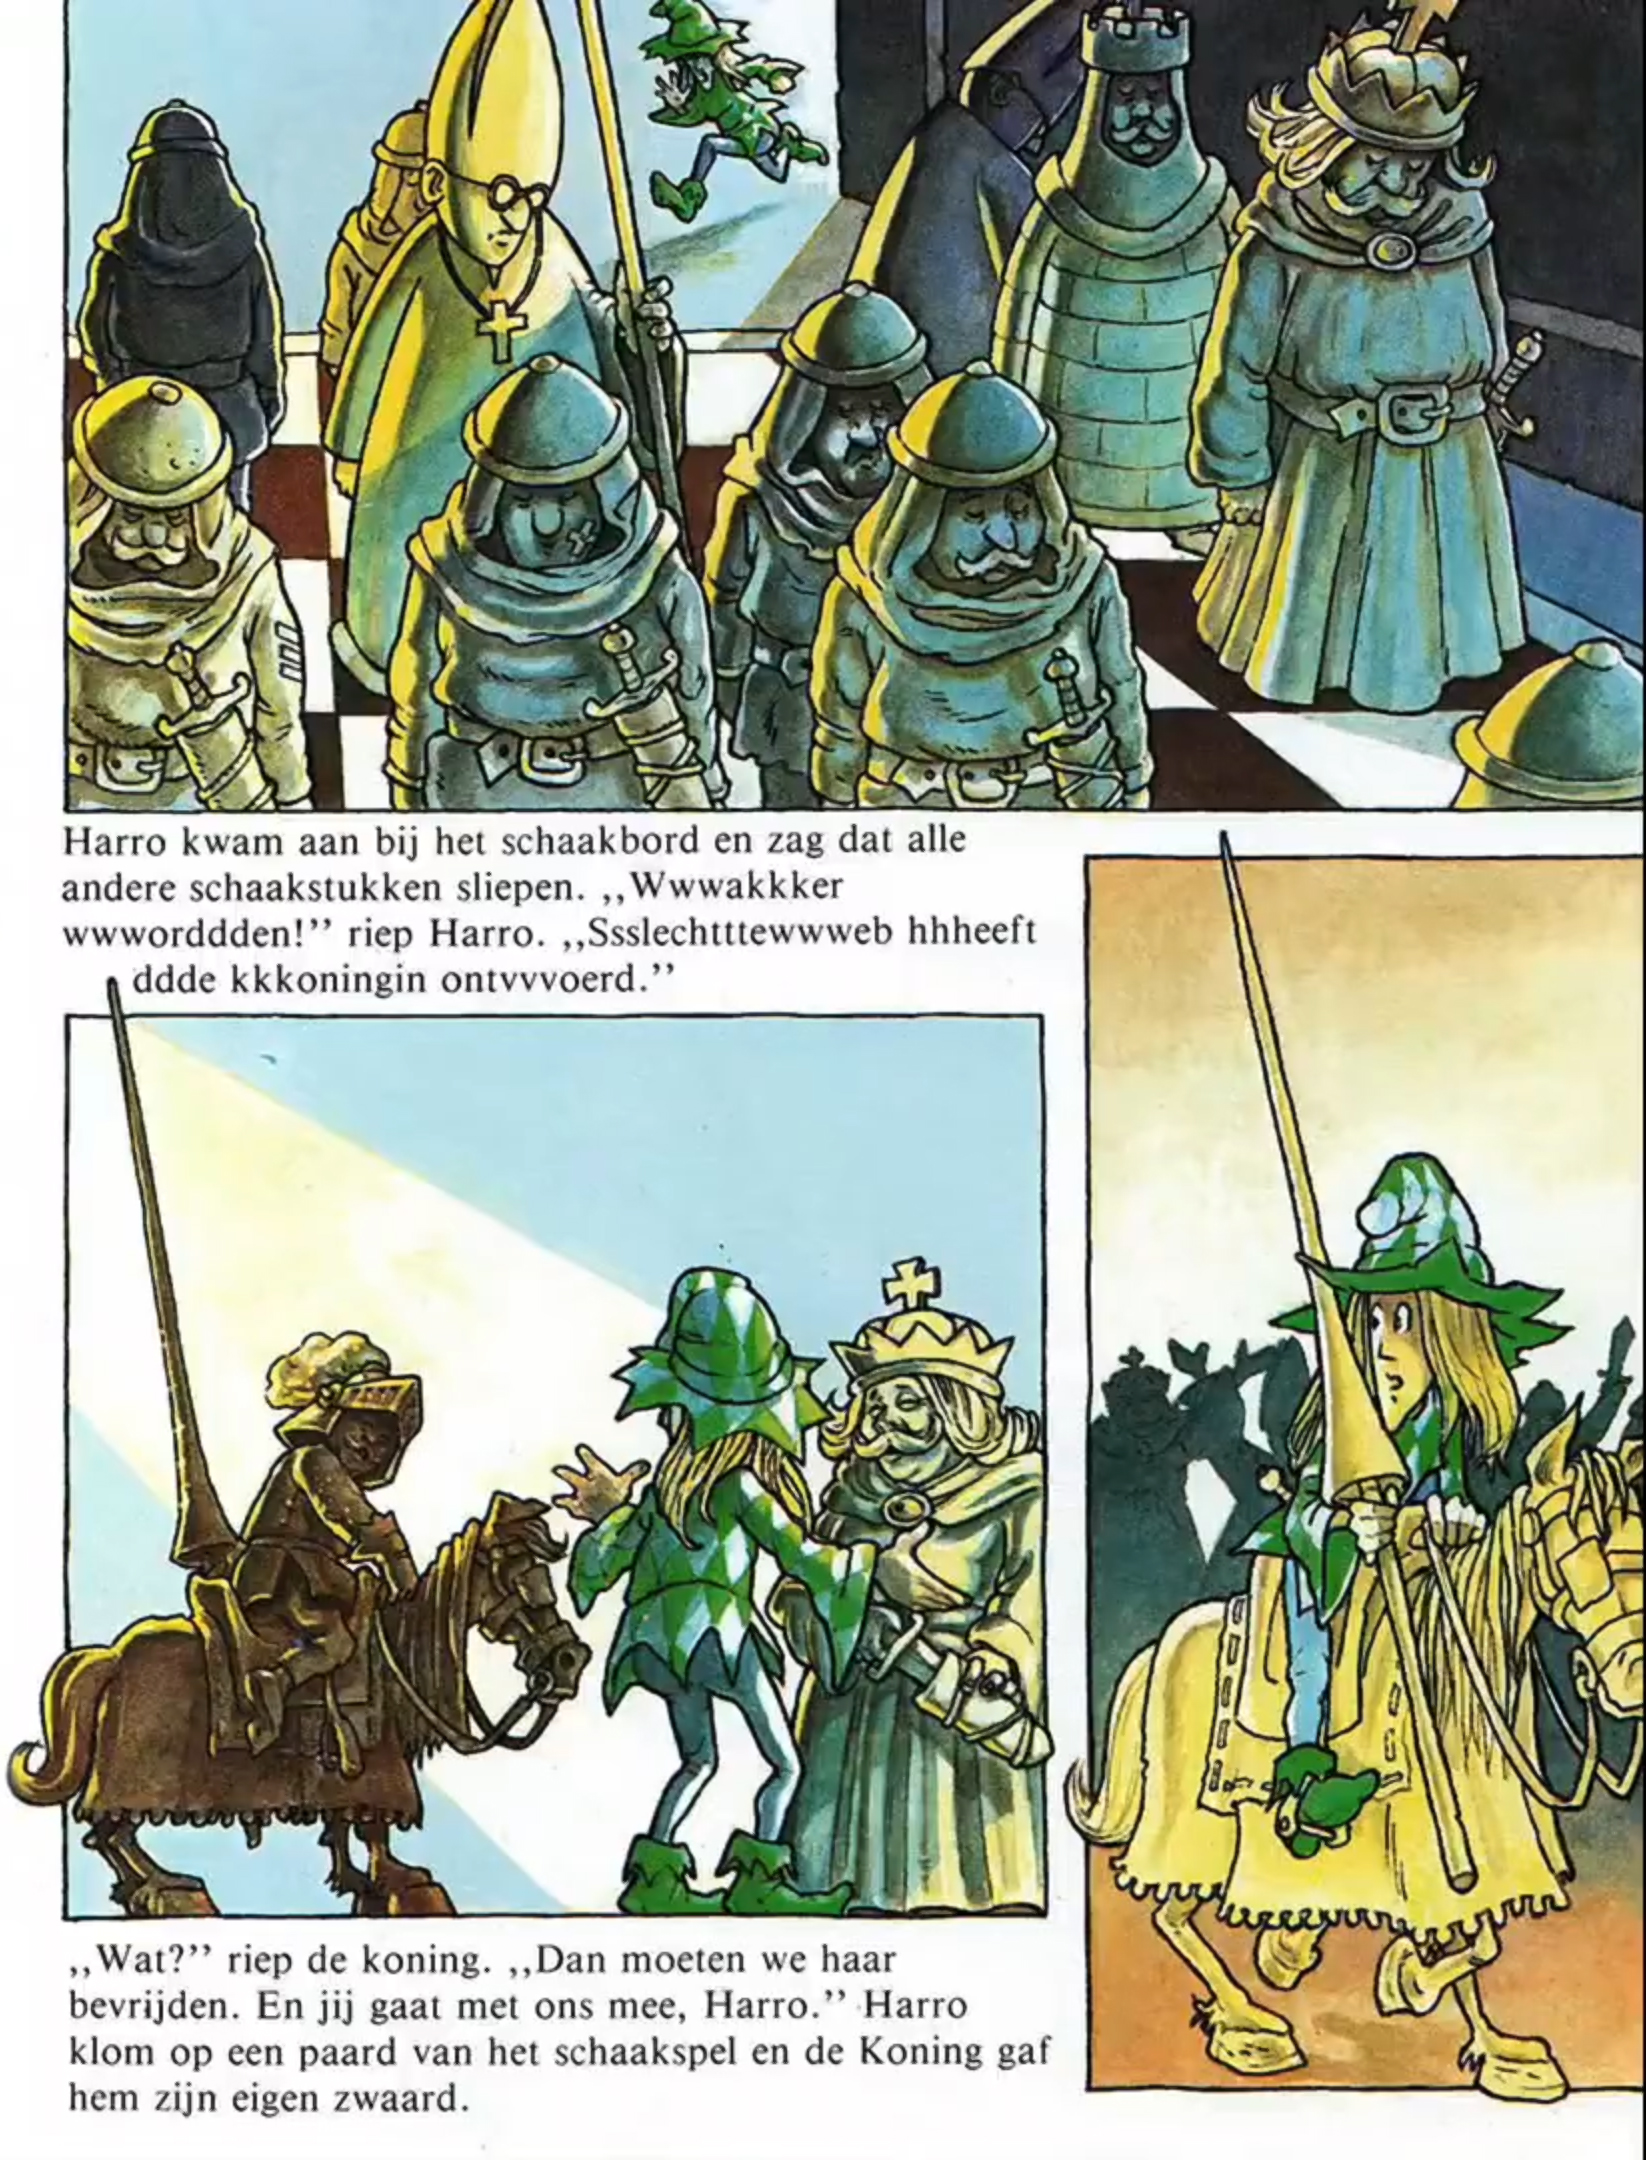 Harro kwam aan bij het schaakbord en zag dat alle
andere schaakstukken sliepen. ,,Wwwakkker
wwworddden!’’ riep Harro. ,,Ssslechtttewwweb hhheeft
ddde kkkoningin ontvvvoerd.’’
,,Wat?’’ riep de koning. ,,Dan moeten we haar
bevrijden. En jij gaat met ons mee, Harro.’’ Harro
klom op een paard van het schaakspel en de Koning gaf
hem zijn eigen zwaard.